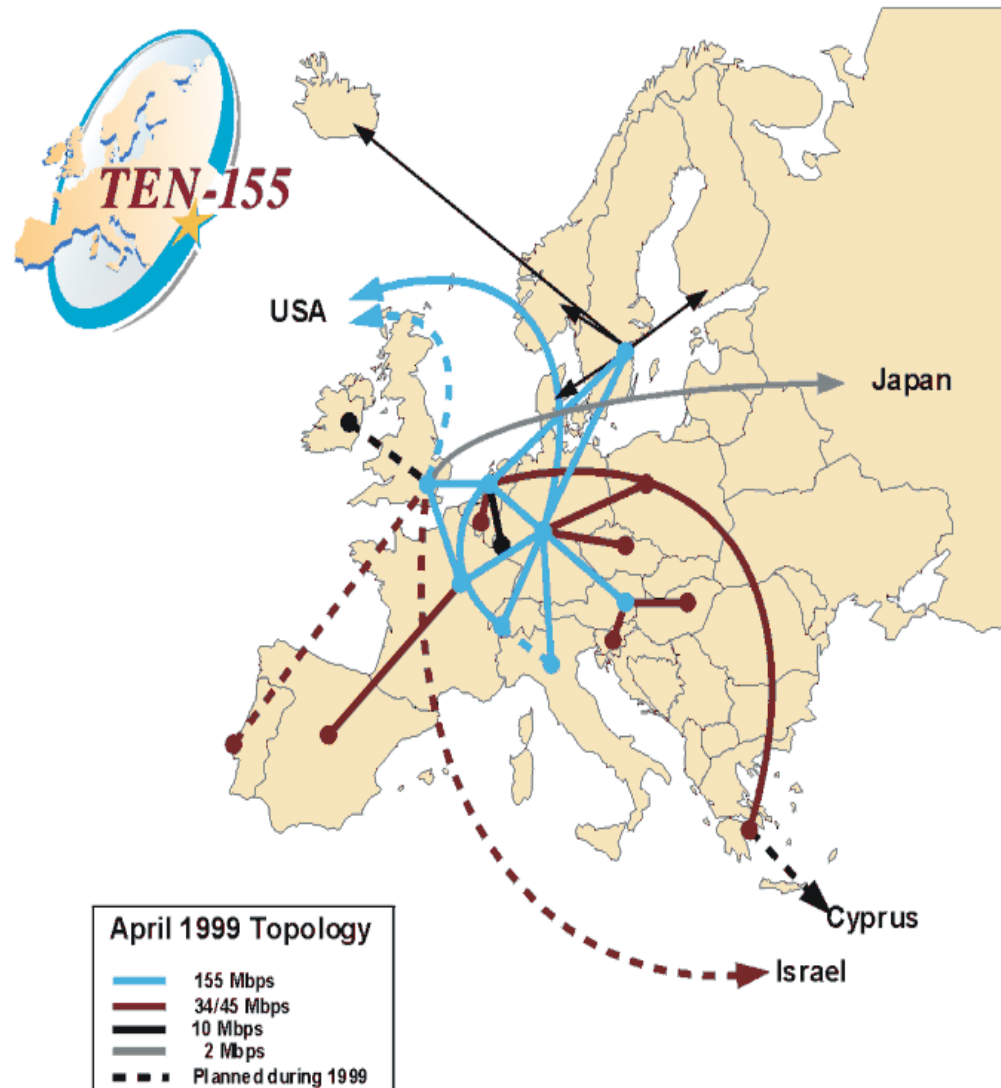 TEN-155
USA
Japan
Cyprus
Israel
April 1999 Topology
155 Mbps
34/45 Mbps
10 Mbps
2 Mbps
Planned during 1999